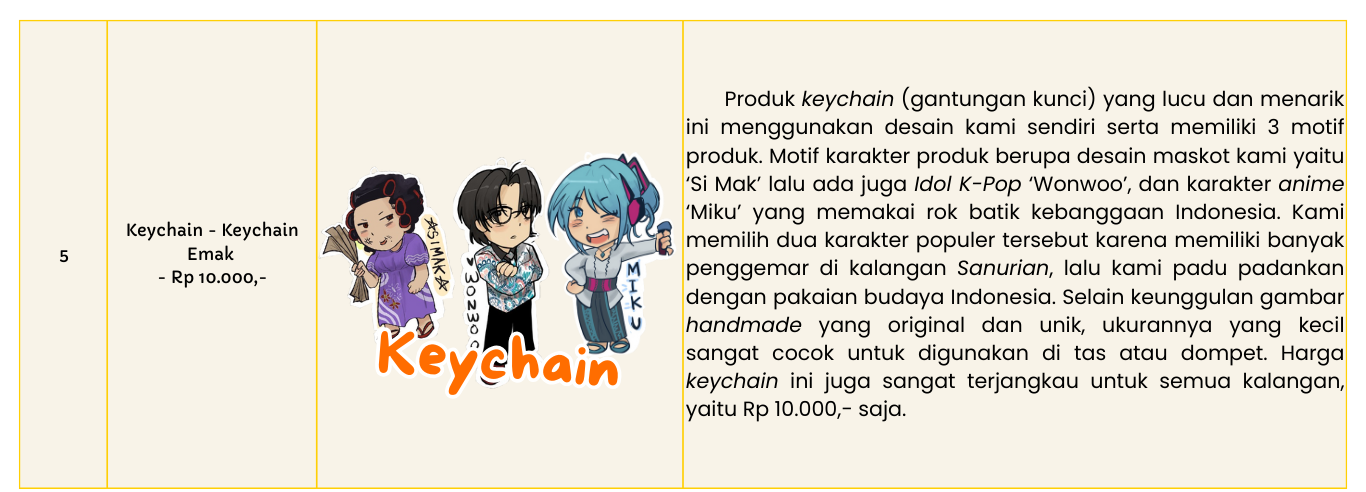 5
Keychain - Keychain
Emak
- Rp 10.000,-
☆SIMAK☆
♥ WONWOO
MIKU
Keychain
Produk keychain (gantungan kunci) yang lucu dan menarik
ini menggunakan desain kami sendiri serta memiliki 3 motif
produk. Motif karakter produk berupa desain maskot kami yaitu
‘Si Mak’ lalu ada juga Idol K-Pop ‘Wonwoo’, dan karakter anime
‘Miku’ yang memakai rok batik kebanggaan Indonesia. Kami
memilih dua karakter populer tersebut karena memiliki banyak
penggemar di kalangan Sanurian, lalu kami padu padankan
dengan pakaian budaya Indonesia. Selain keunggulan gambar
handmade yang original dan unik, ukurannya yang kecil
sangat cocok untuk digunakan di tas atau dompet. Harga
keychain ini juga sangat terjangkau untuk semua kalangan,
yaitu Rp 10.000,- saja.